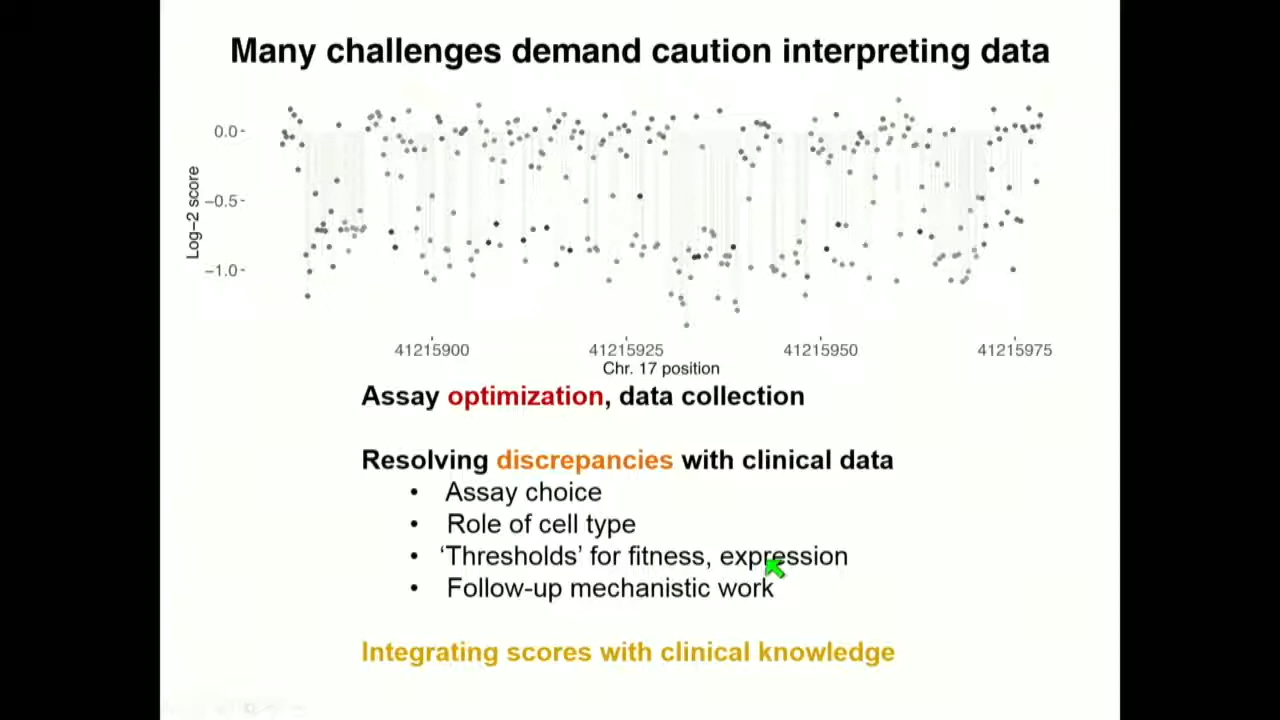 Many challenges demand caution interpreting data
0.0
Log−2 score
−0.5
−1.0
41215900 41215925 41215950 41215975
Chr. 17 position
Assay optimization, data collection
Resolving discrepancies with clinical data
• Assay choice
• Role of cell type
• ‘Thresholds’ for fitness, expression
• Follow-up mechanistic work
Integrating scores with clinical knowledge